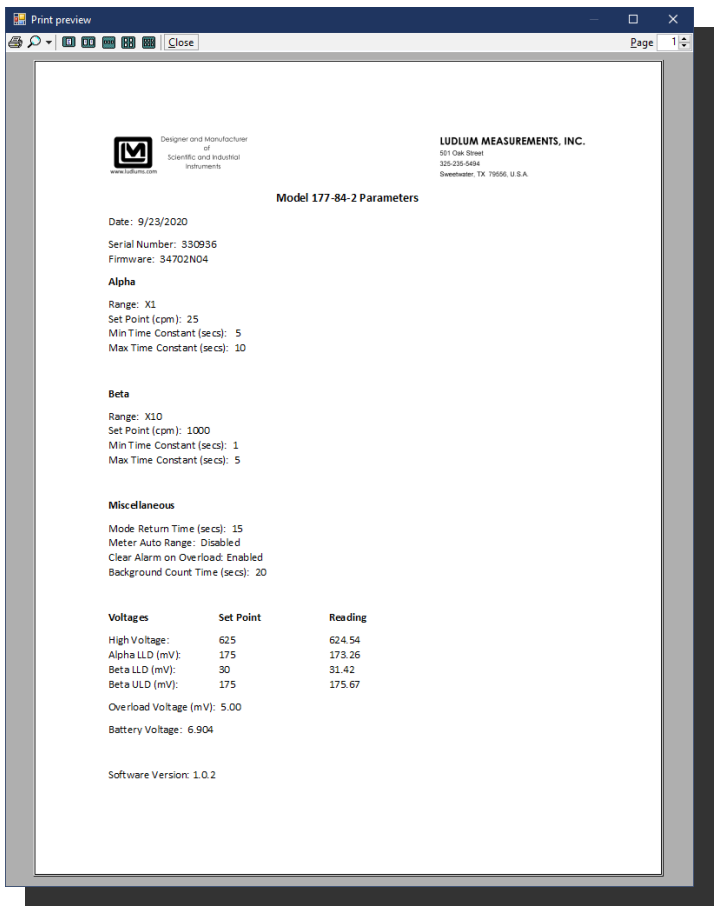 Print preview
Close
Page 1
Designer and Manufacturer
of
Scientific and Industrial
Instruments
LM
www.ludlums.com
LUDLUM MEASUREMENTS, INC.
501 Oak Street
325-235-5494
Sweetwater, TX 79556, U.S.A.
Model 177-84-2 Parameters
Date: 9/23/2020
Serial Number: 330936
Firmware: 34702N04
Alpha
Range: X1
Set Point (cpm): 25
Min Time Constant (secs): 5
Max Time Constant (secs): 10
Beta
Range: X10
Set Point (cpm): 1000
Min Time Constant (secs): 1
Max Time Constant (secs): 5
Miscellaneous
Mode Return Time (secs): 15
Meter Auto Range: Disabled
Clear Alarm on Overload: Enabled
Background Count Time (secs): 20
Voltages Set Point Reading
High Voltage: 625 624.54
Alpha LLD (mV): 175 173.26
Beta LLD (mV): 30 31.42
Beta ULD (mV): 175 175.67
Overload Voltage (mV): 5.00
Battery Voltage: 6.904
Software Version: 1.0.2